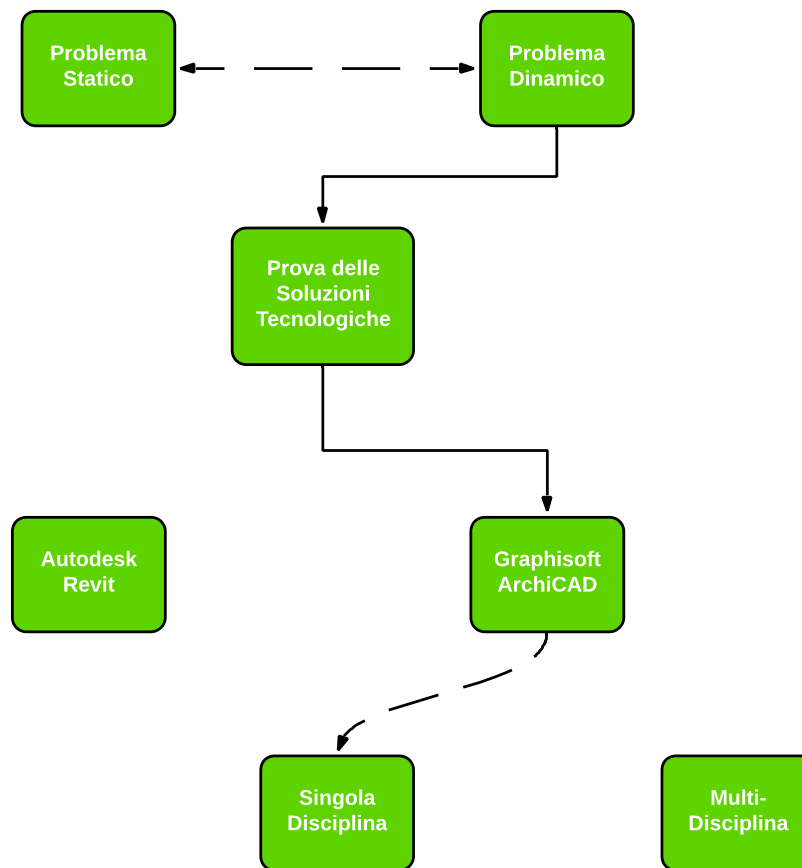 Problema
Statico
Problema
Dinamico
Prova delle
Soluzioni
Tecnologiche
Autodesk
Revit
Graphisoft
ArchiCAD
Singola
Disciplina
Multi-
Disciplina